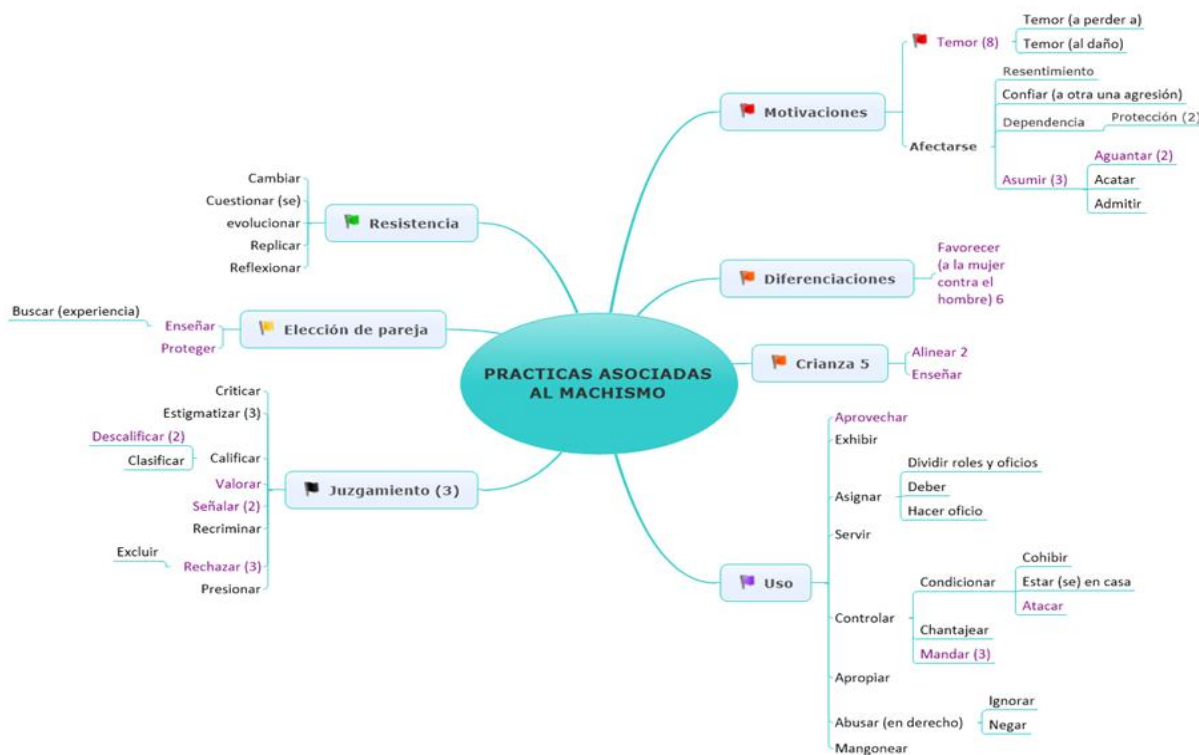 PRACTICAS ASOCIADAS
AL MACHISMO
Motivaciones
Temor (8)
Temor (a perder a)
Temor (al daño)
Afectarse
Resentimiento
Confiar (a otra una agresión)
Dependencia
Protección (2)
Asumir (3)
Aguantar (2)
Acatar
Admitir
Diferenciaciones
Favorecer
(a la mujer
contra el
hombre) 6
Crianza 5
Alinear 2
Enseñar
Uso
Aprovechar
Exhibir
Asignar
Dividir roles y oficios
Deber
Hacer oficio
Servir
Controlar
Condicionar
Cohibir
Estar (se) en casa
Atacar
Chantajear
Mandar (3)
Apropiar
Abusar (en derecho)
Ignorar
Negar
Mangonear
Resistencia
Cambiar
Cuestionar (se)
evolucionar
Replicar
Reflexionar
Elección de pareja
Enseñar
Buscar (experiencia)
Proteger
Juzgamiento (3)
Criticar
Estigmatizar (3)
Calificar
Descalificar (2)
Clasificar
Valorar
Señalar (2)
Recriminar
Rechazar (3)
Excluir
Presionar